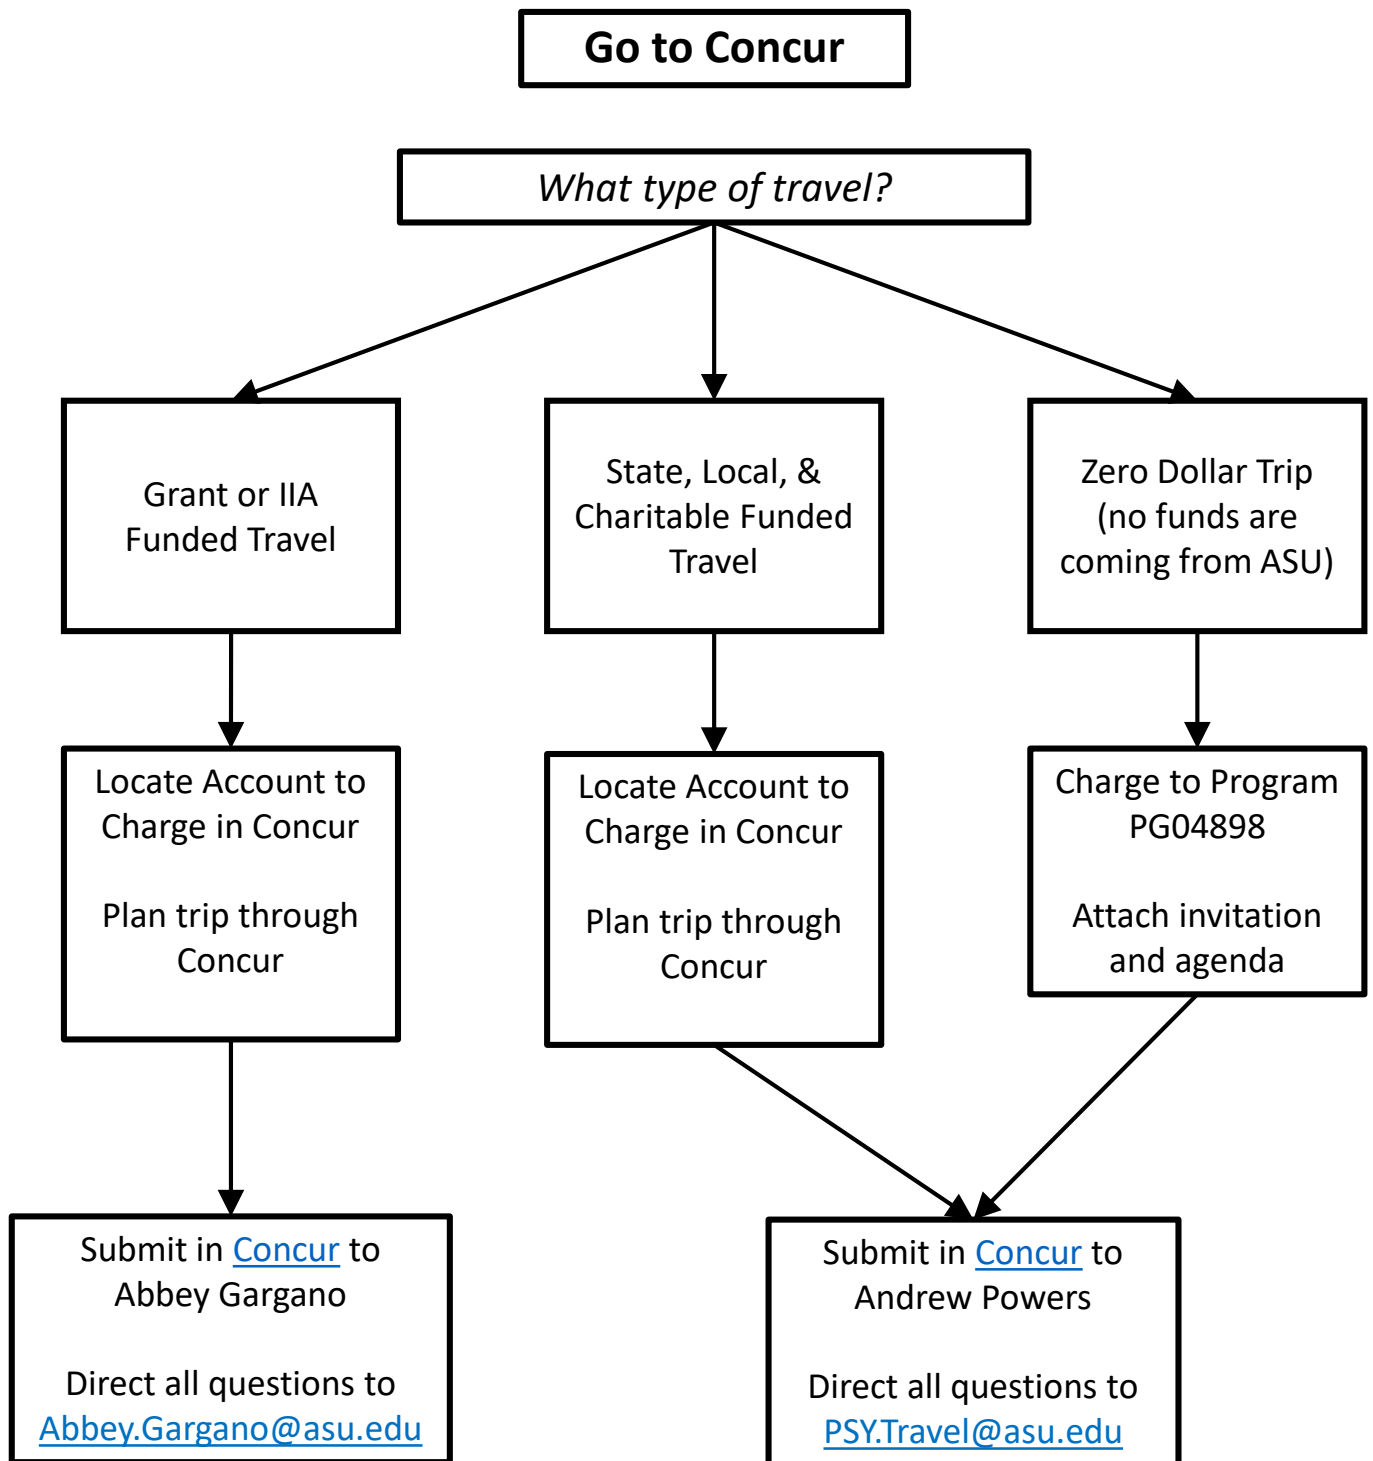 Go to Concur
What type of travel?
Grant or IIA
Funded Travel
State, Local, &
Charitable Funded
Travel
Zero Dollar Trip
(no funds are
coming from ASU)
Locate Account to
Charge in Concur
Plan trip through
Concur
Locate Account to
Charge in Concur
Plan trip through
Concur
Charge to Program
PG04898
Attach invitation
and agenda
Submit in Concur to
Abbey Gargano
Direct all questions to
Abbey.Gargano@asu.edu
Submit in Concur to
Andrew Powers
Direct all questions to
PSY.Travel@asu.edu